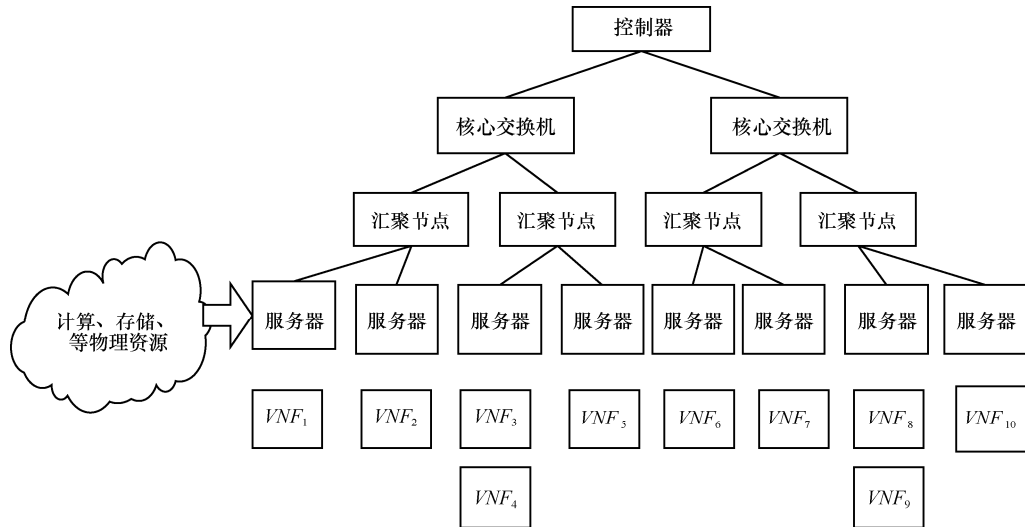 控制器
核心交换机 核心交换机
汇聚节点 汇聚节点 汇聚节点 汇聚节点
计算、存储、
等物理资源
服务器 服务器 服务器 服务器 服务器 服务器 服务器 服务器
VNF₁ VNF₂ VNF₃ VNF₅ VNF₆ VNF₇ VNF₈ VNF₁₀
VNF₄ VNF₉